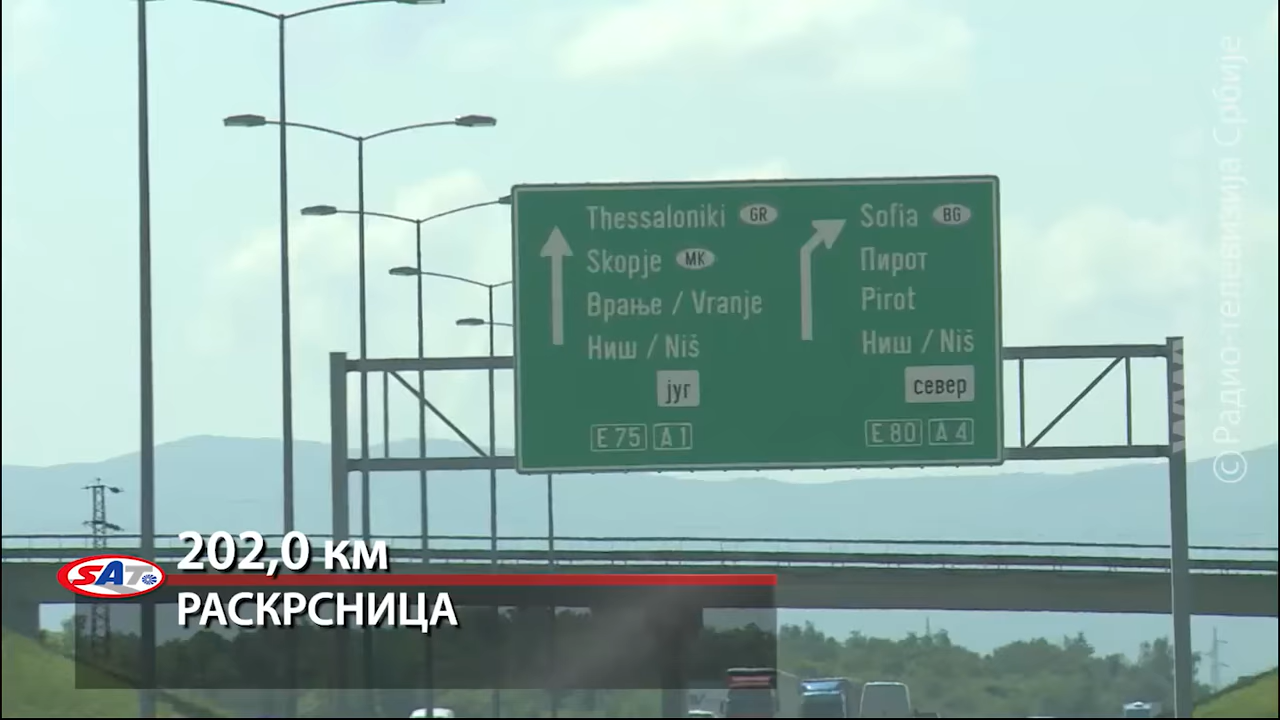 Thessaloniki GR
Skopje MK
Врање / Vranje
Ниш / Niš
југ
E 75 A 1
Sofia BG
Пирот
Pirot
Ниш / Niš
север
E 80 A 4
202,0 км
SAT
РАСКРСНИЦА
© Радио-телевизија Србије